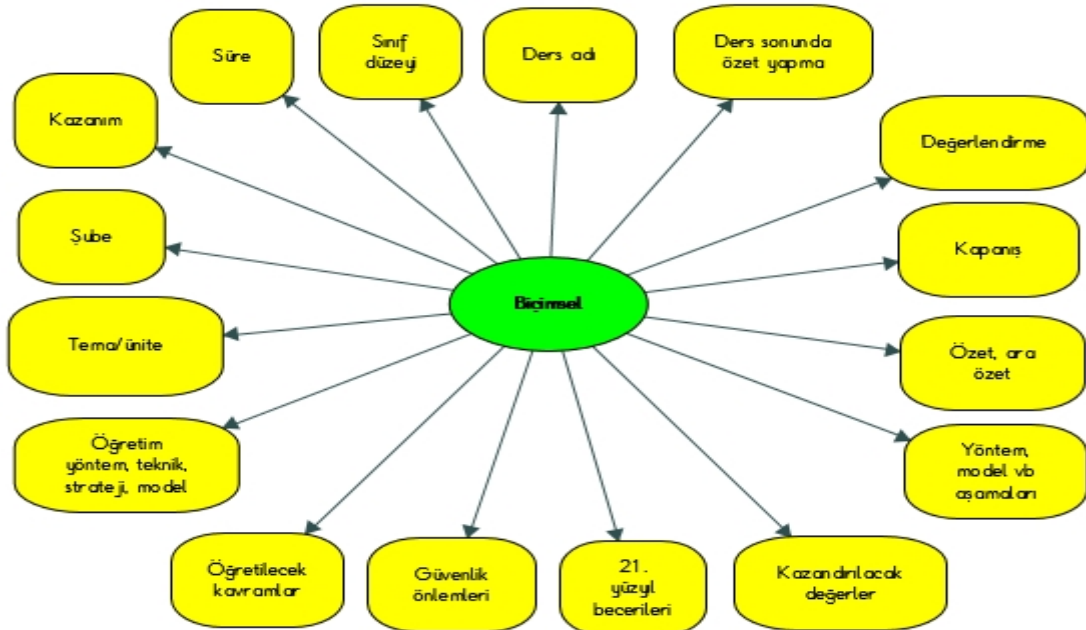 Süre
Sınıf
düzeyi
Ders adı
Ders sonunda
özet yapma
Kazanım
Değerlendirme
Şube
Kapanış
Biçimsel
Tema/ünite
Özet, ara
özet
Öğretim
yöntem, teknik,
strateji, model
Yöntem,
model vb
aşamaları
Öğretilecek
kavramlar
Güvenlik
önlemleri
21.
yüzyıl
becerileri
Kazandırılacak
değerler